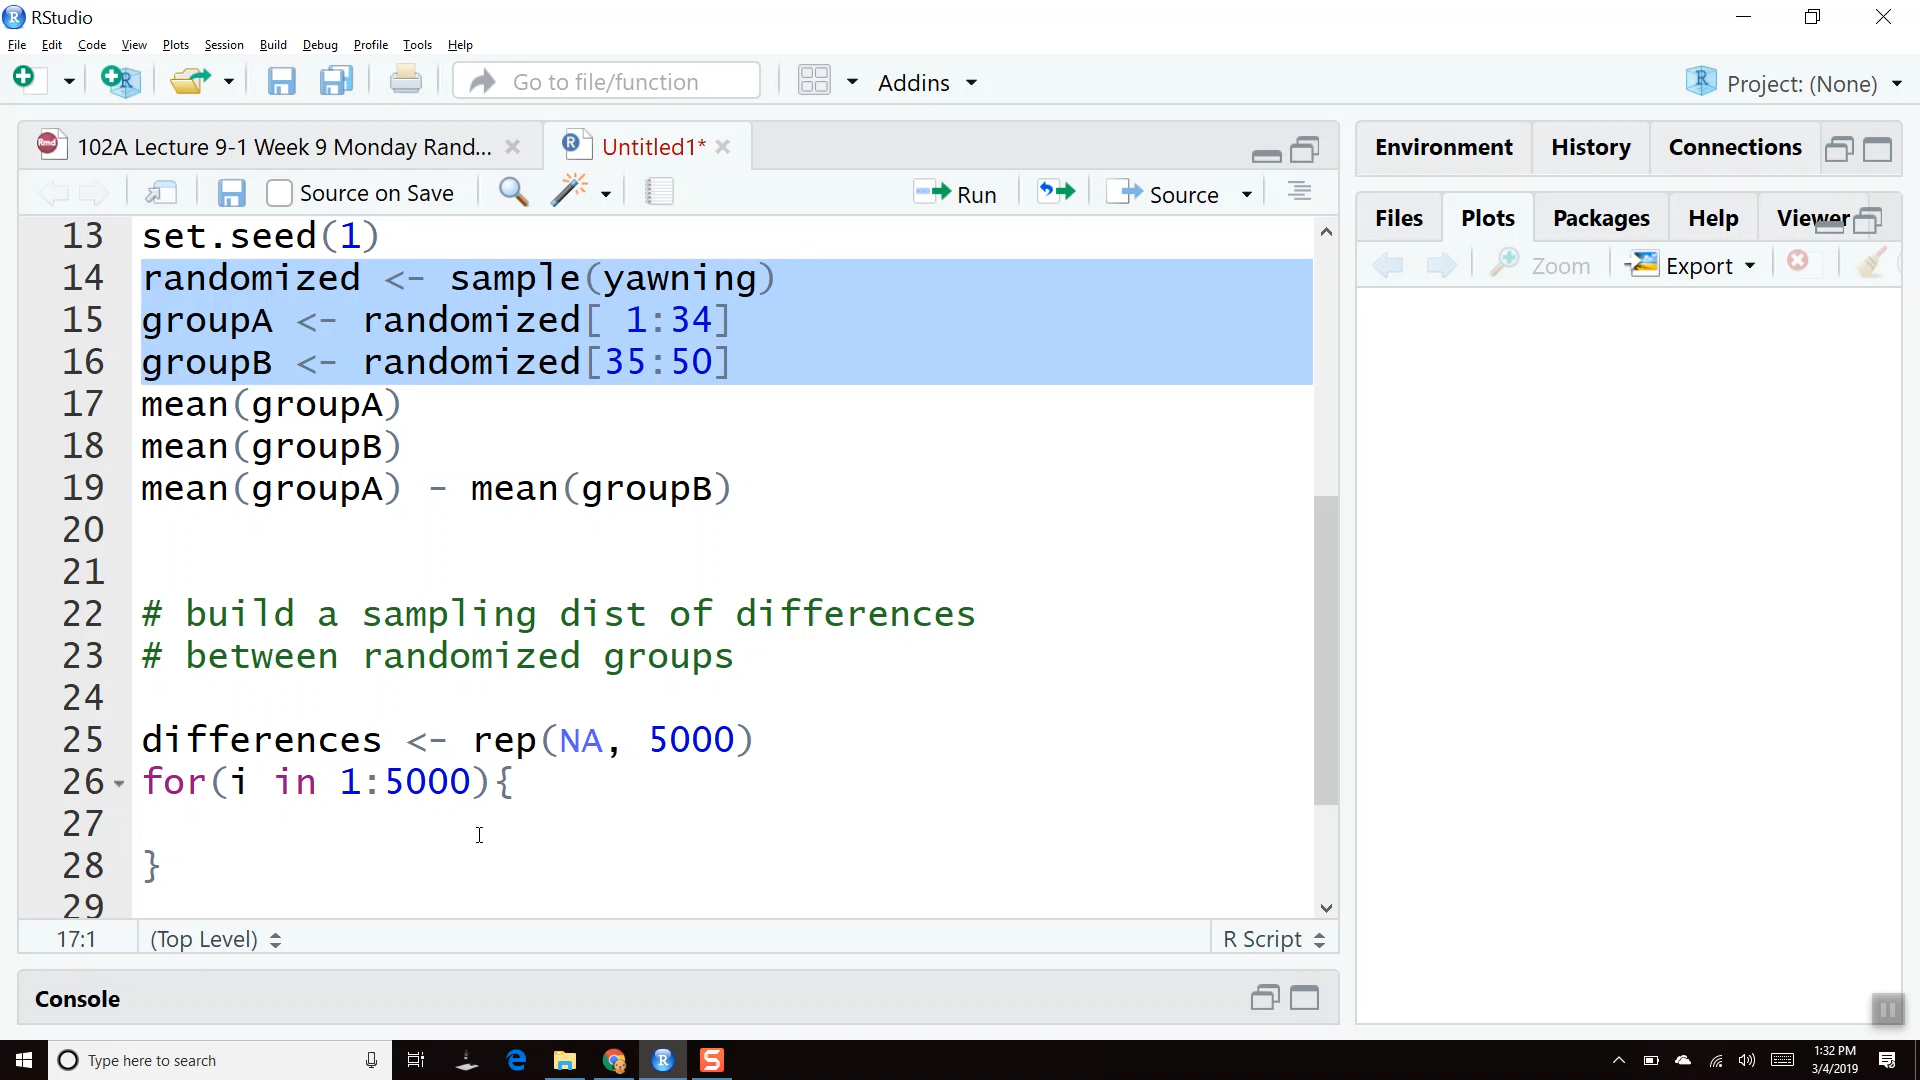 RStudio
File Edit Code View Plots Session Build Debug Profile Tools Help
Go to file/function Addins Project: (None)
102A Lecture 9-1 Week 9 Monday Rand... Untitled1*
Source on Save Run Source
13 set.seed(1)
14 randomized <- sample(yawning)
15 groupA <- randomized[ 1:34]
16 groupB <- randomized[35:50]
17 mean(groupA)
18 mean(groupB)
19 mean(groupA) - mean(groupB)
20
21
22 # build a sampling dist of differences
23 # between randomized groups
24
25 differences <- rep(NA, 5000)
26 for(i in 1:5000){
27
28 }
29
17:1 (Top Level) R Script
Console
Environment History Connections
Files Plots Packages Help Viewer
Zoom Export
Type here to search
1:32 PM
3/4/2019